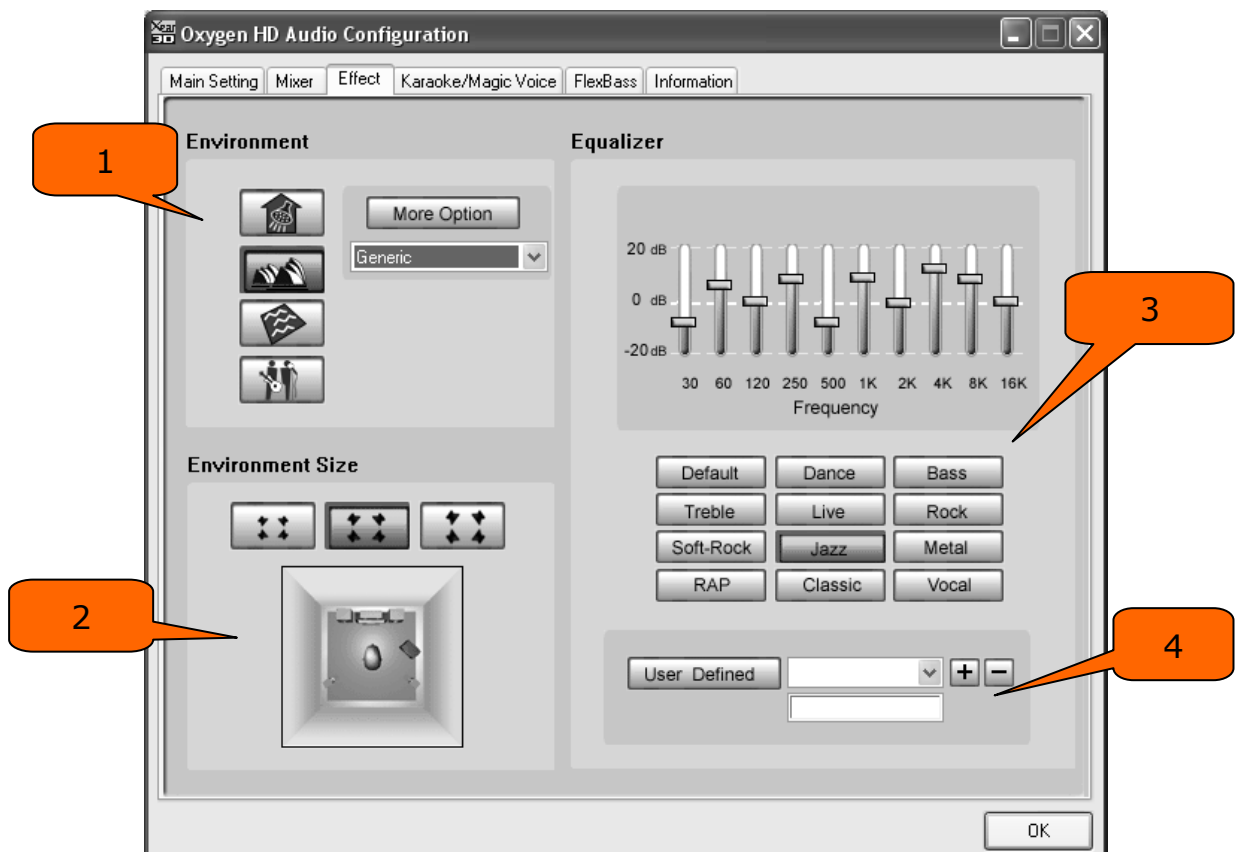 Xear 3D Oxygen HD Audio Configuration
Main Setting Mixer Effect Karaoke/Magic Voice FlexBass Information
Environment
1
More Option
Generic
Environment Size
2
Equalizer
20 dB
0 dB
-20 dB
30 60 120 250 500 1K 2K 4K 8K 16K
Frequency
3
Default Dance Bass
Treble Live Rock
Soft-Rock Jazz Metal
RAP Classic Vocal
User Defined + −
4
OK